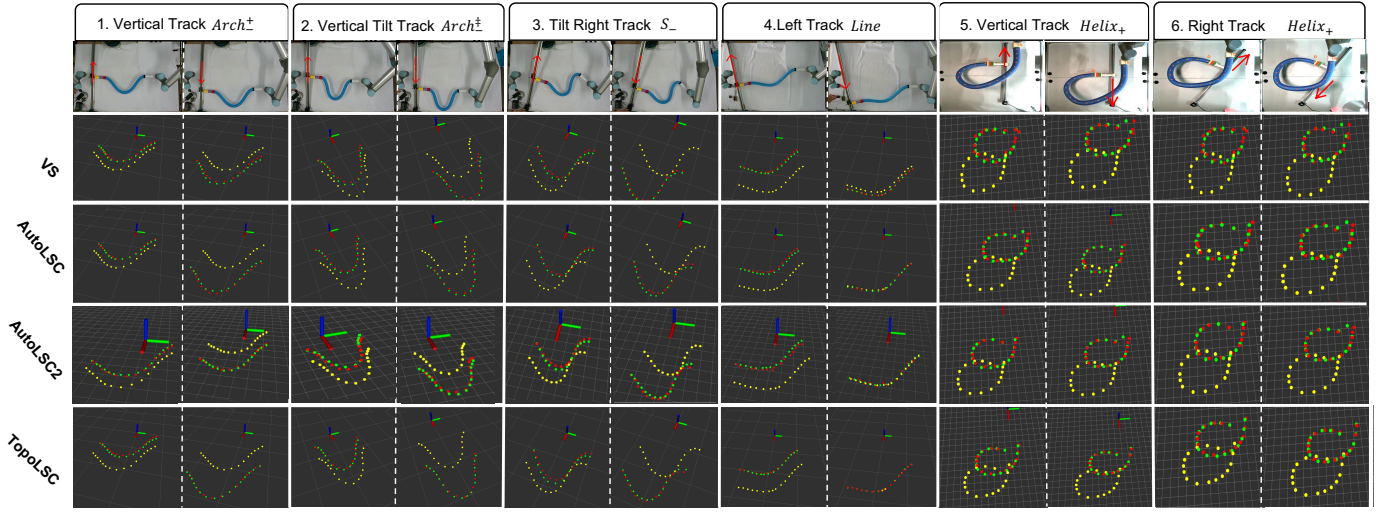 1. Vertical Track Arch⁺₋
2. Vertical Tilt Track Arch‡₋
3. Tilt Right Track S₋
4.Left Track Line
5. Vertical Track Helix₊
6. Right Track Helix₊
VS
AutoLSC
AutoLSC2
TopoLSC